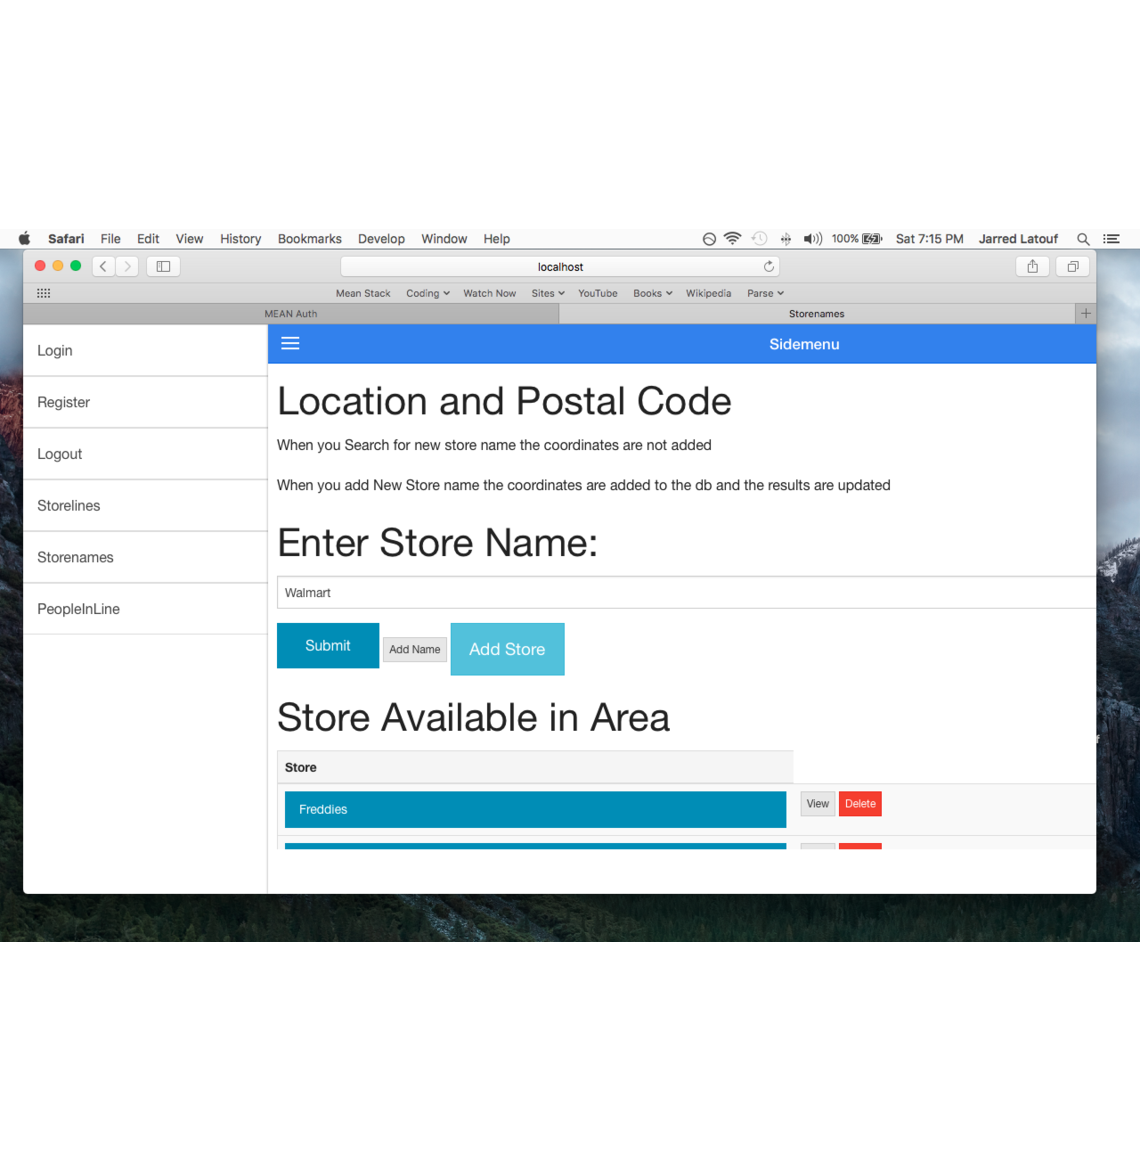 Safari File Edit View History Bookmarks Develop Window Help 100% Sat 7:15 PM Jarred Latouf
localhost
Mean Stack Coding Watch Now Sites YouTube Books Wikipedia Parse
MEAN Auth Storenames
Login
Sidemenu
Register
Location and Postal Code
When you Search for new store name the coordinates are not added
Logout
When you add New Store name the coordinates are added to the db and the results are updated
Storelines
Enter Store Name:
Storenames
Walmart
PeopleInLine
Submit Add Name Add Store
Store Available in Area
Store
Freddies View Delete
f